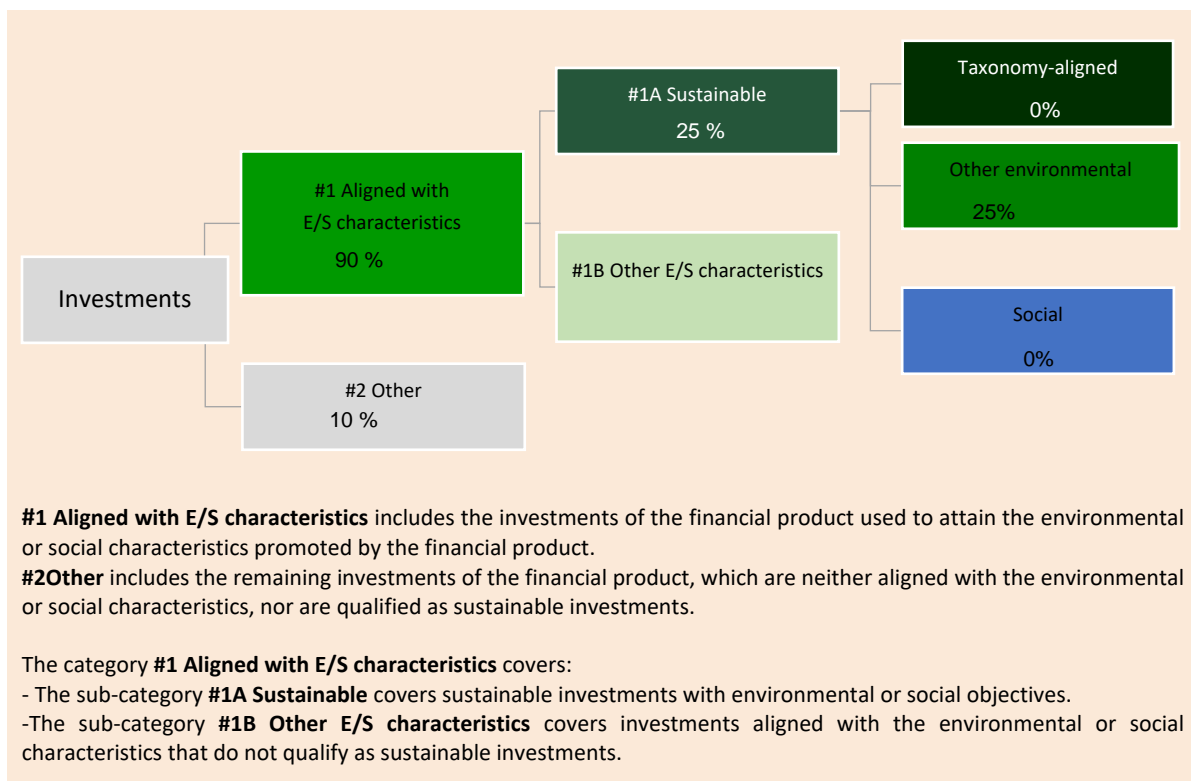 Investments
#1 Aligned with
E/S characteristics
90 %
#2 Other
10 %
#1A Sustainable
25 %
#1B Other E/S characteristics
Taxonomy-aligned
0%
Other environmental
25%
Social
0%
#1 Aligned with E/S characteristics includes the investments of the financial product used to attain the environmental
or social characteristics promoted by the financial product.
#2Other includes the remaining investments of the financial product, which are neither aligned with the environmental
or social characteristics, nor are qualified as sustainable investments.
The category #1 Aligned with E/S characteristics covers:
- The sub-category #1A Sustainable covers sustainable investments with environmental or social objectives.
-The sub-category #1B Other E/S characteristics covers investments aligned with the environmental or social
characteristics that do not qualify as sustainable investments.